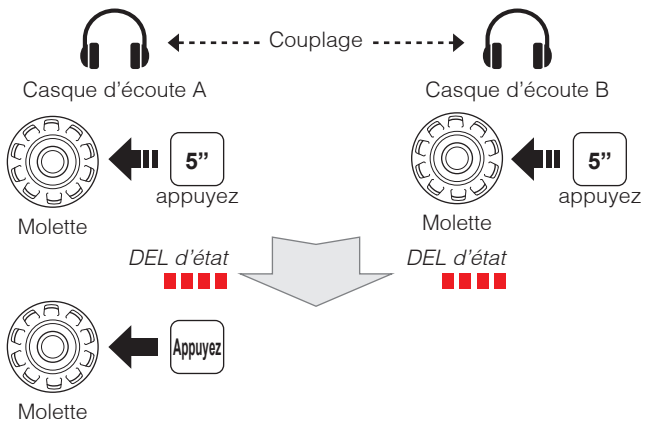 Couplage
Casque d'écoute A
Casque d'écoute B
5”
appuyez
5”
appuyez
Molette
Molette
DEL d'état
DEL d'état
Appuyez
Molette